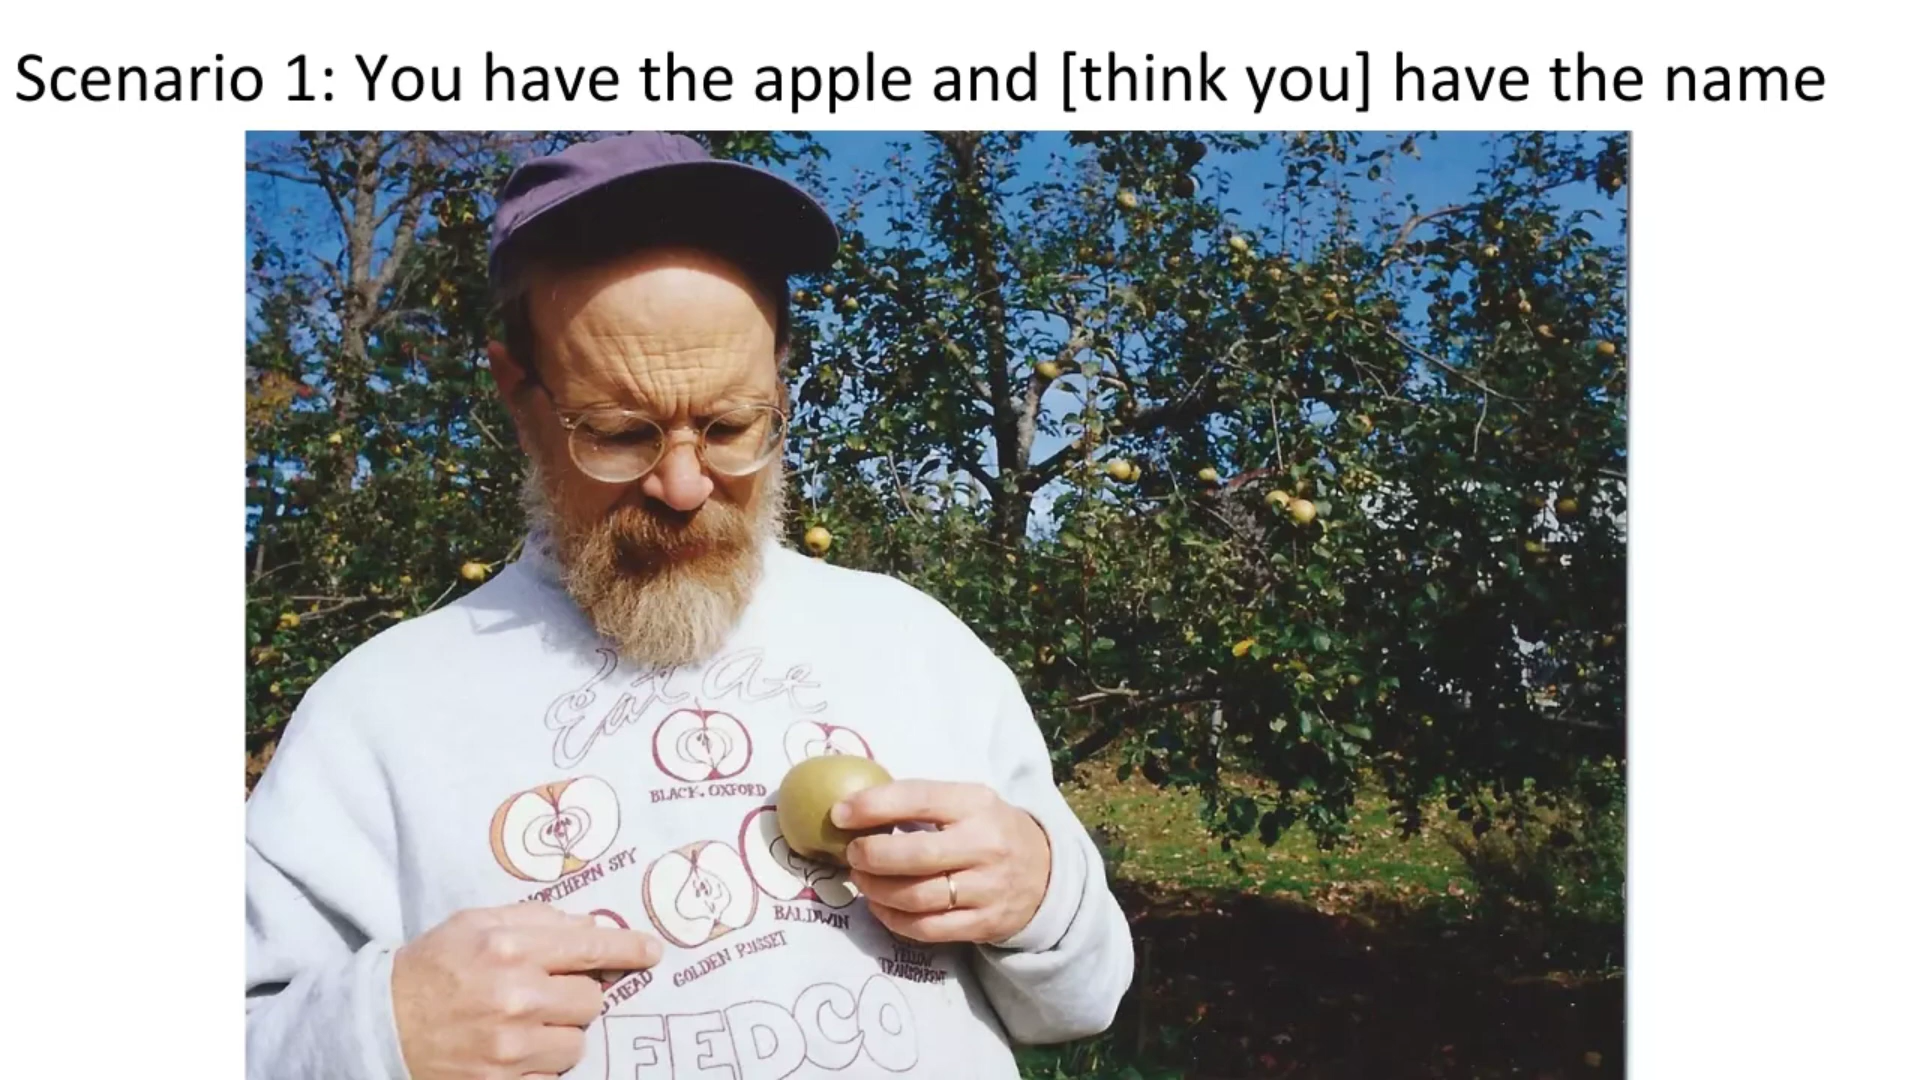 Scenario 1: You have the apple and [think you] have the name
Eat At
BLACK OXFORD
NORTHERN SPY
BALDWIN
GOLDEN RUSSET
YELLOW
TRANSPARENT
HEAD
FEDCO